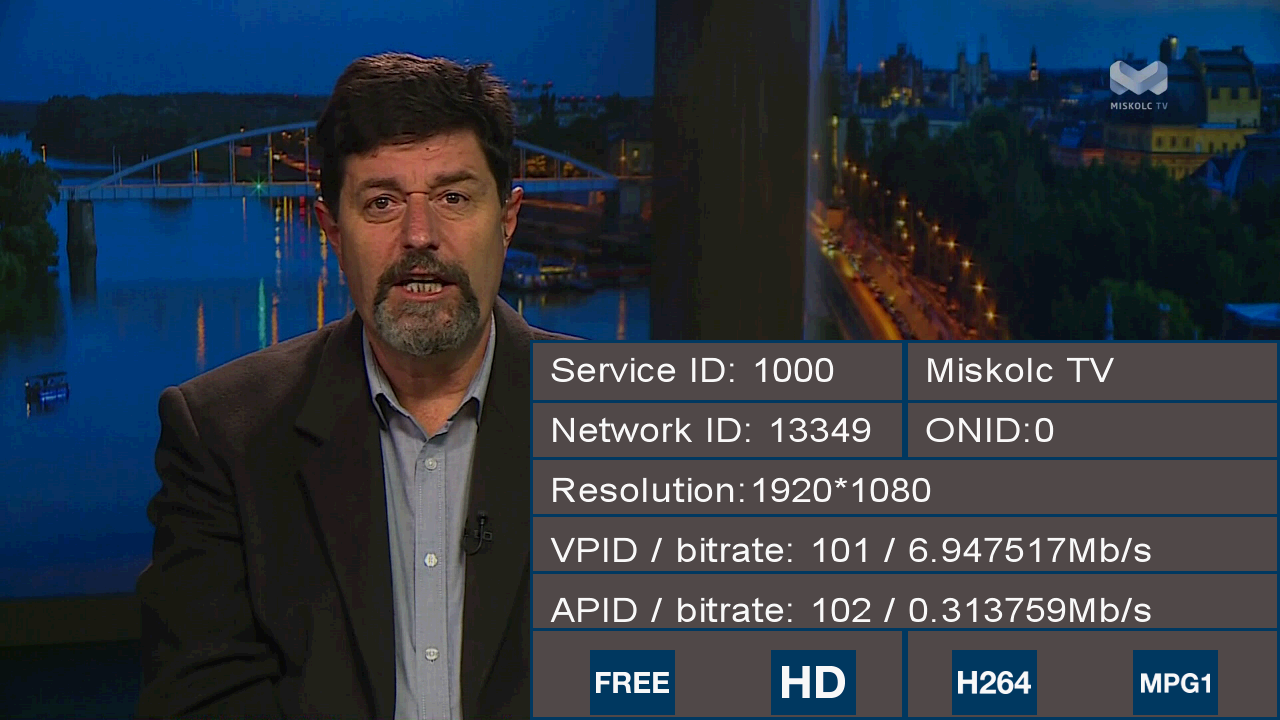 MISKOLC TV
Service ID: 1000
Miskolc TV
Network ID: 13349
ONID:0
Resolution:1920*1080
VPID / bitrate: 101 / 6.947517Mb/s
APID / bitrate: 102 / 0.313759Mb/s
FREE
HD
H264
MPG1